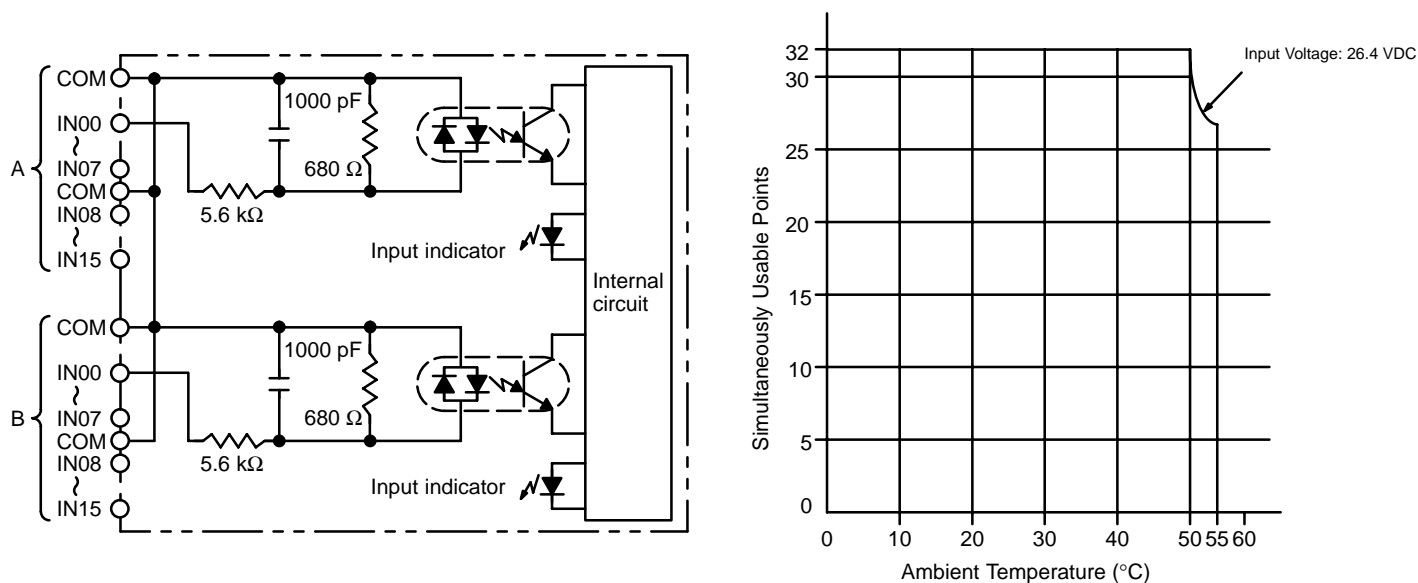 A
COM
IN00
~
IN07
COM
IN08
~
IN15
1000 pF
680 Ω
5.6 kΩ
Input indicator
Internal
circuit
B
COM
IN00
~
IN07
COM
IN08
~
IN15
1000 pF
680 Ω
5.6 kΩ
Input indicator
Simultaneously Usable Points
32
30
25
20
15
10
5
0
Input Voltage: 26.4 VDC
0 10 20 30 40 50 55 60
Ambient Temperature (°C)